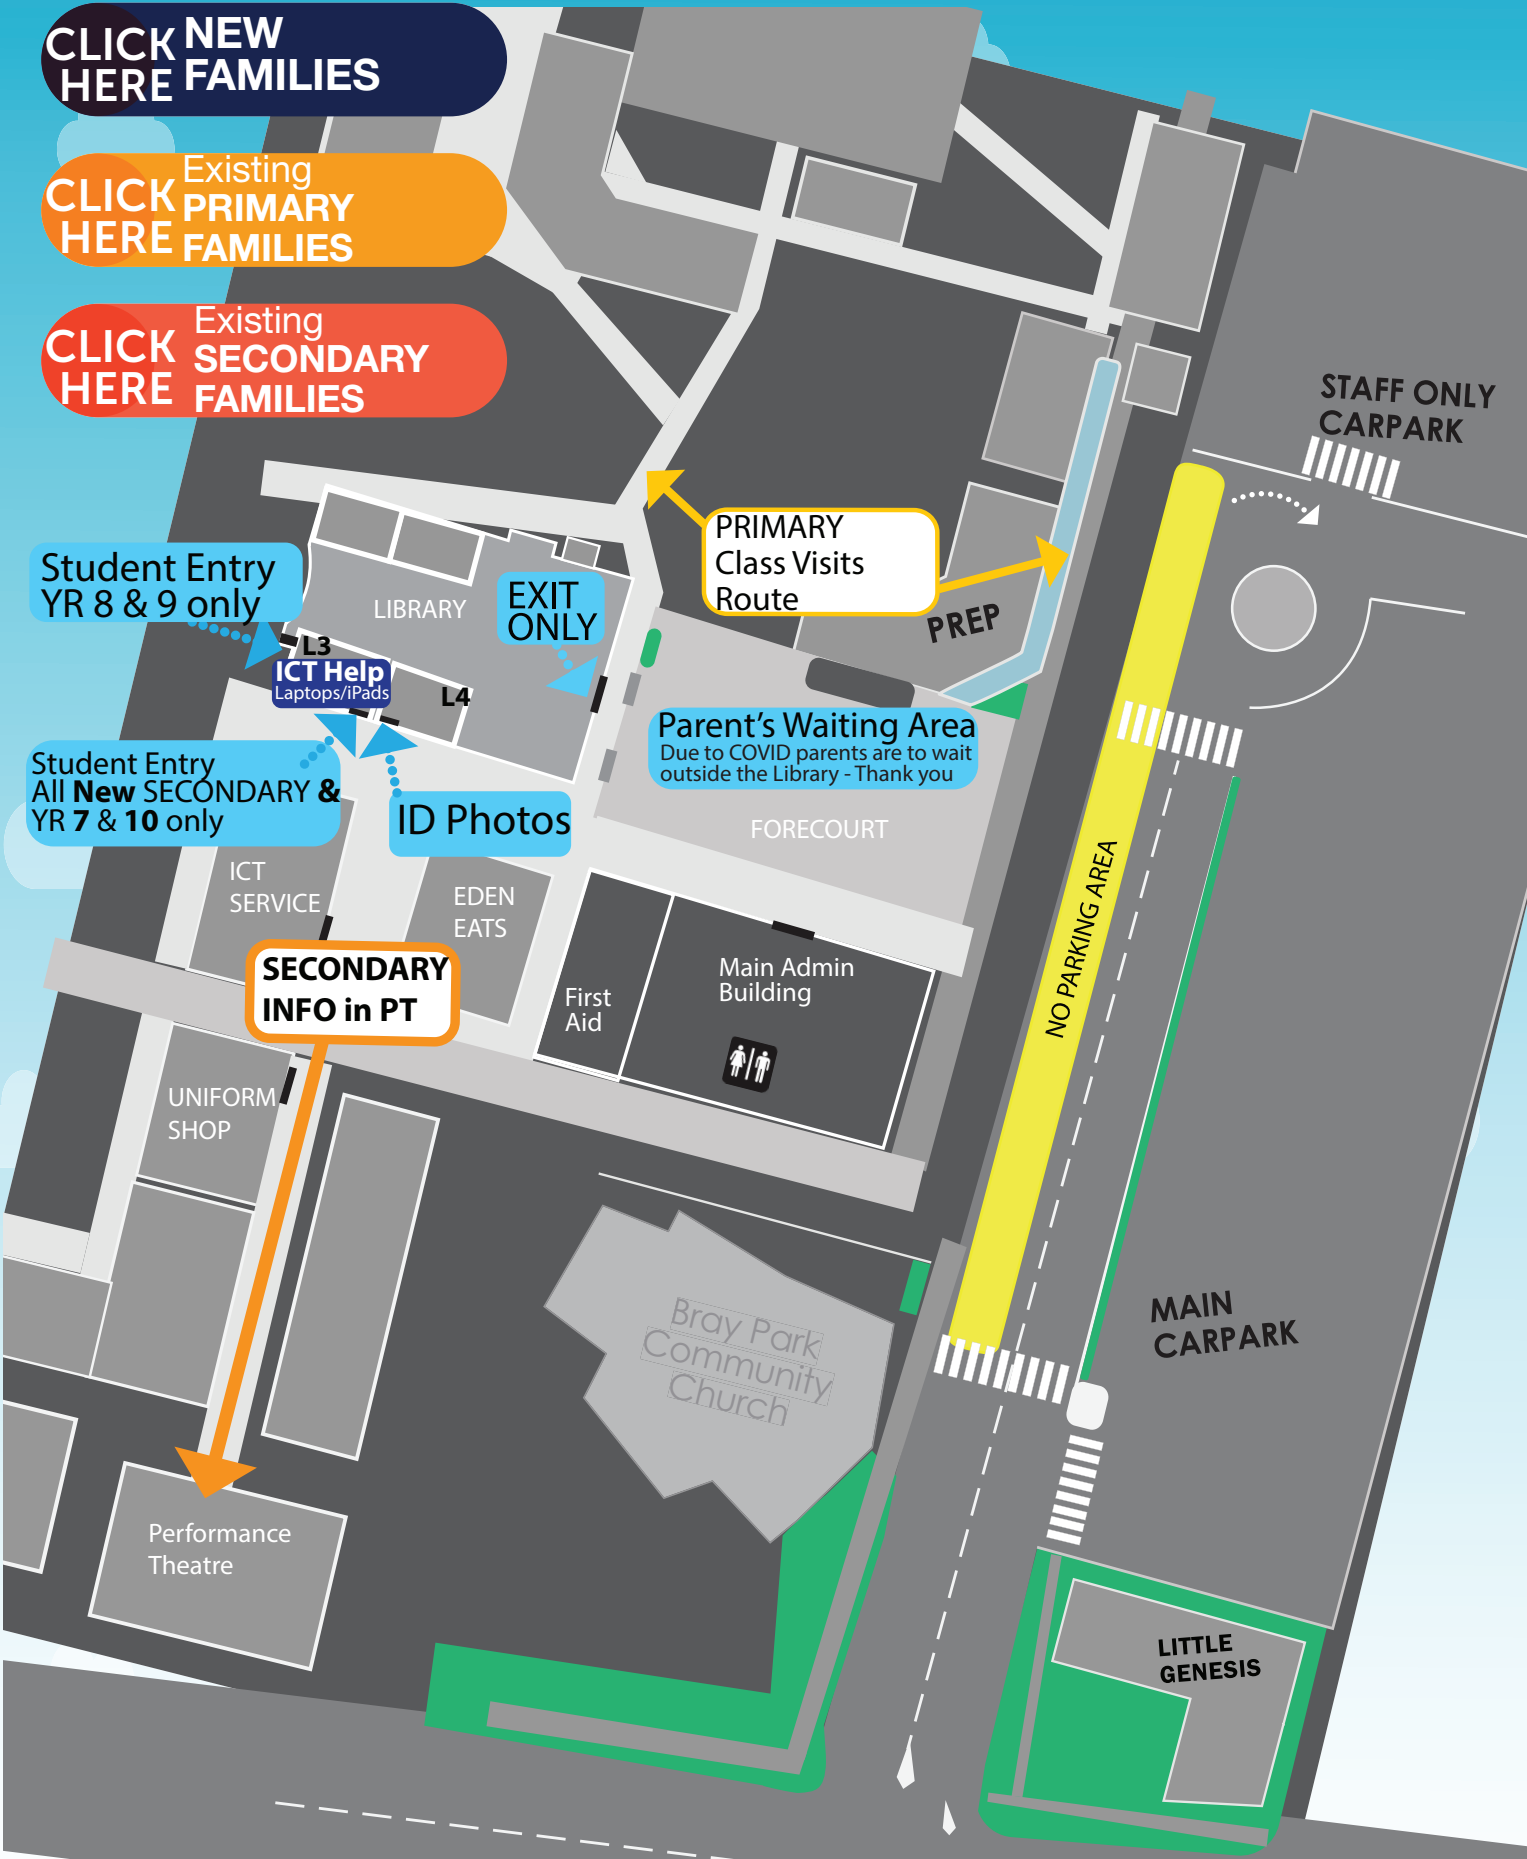 CLICK
HERE
NEW
FAMILIES
CLICK
HERE
Existing
PRIMARY
FAMILIES
CLICK
HERE
Existing
SECONDARY
FAMILIES
STAFF ONLY
CARPARK
PRIMARY
Class Visits
Route
Student Entry
YR 8 & 9 only
LIBRARY
EXIT
ONLY
PREP
L3
ICT Help
Laptops/iPads
L4
Parent's Waiting Area
Due to COVID parents are to wait
outside the Library - Thank you
Student Entry
All New SECONDARY &
YR 7 & 10 only
ID Photos
FORECOURT
NO PARKING AREA
ICT
SERVICE
EDEN
EATS
SECONDARY
INFO in PT
First
Aid
Main Admin
Building
UNIFORM
SHOP
MAIN
CARPARK
Bray Park
Community
Church
Performance
Theatre
LITTLE
GENESIS